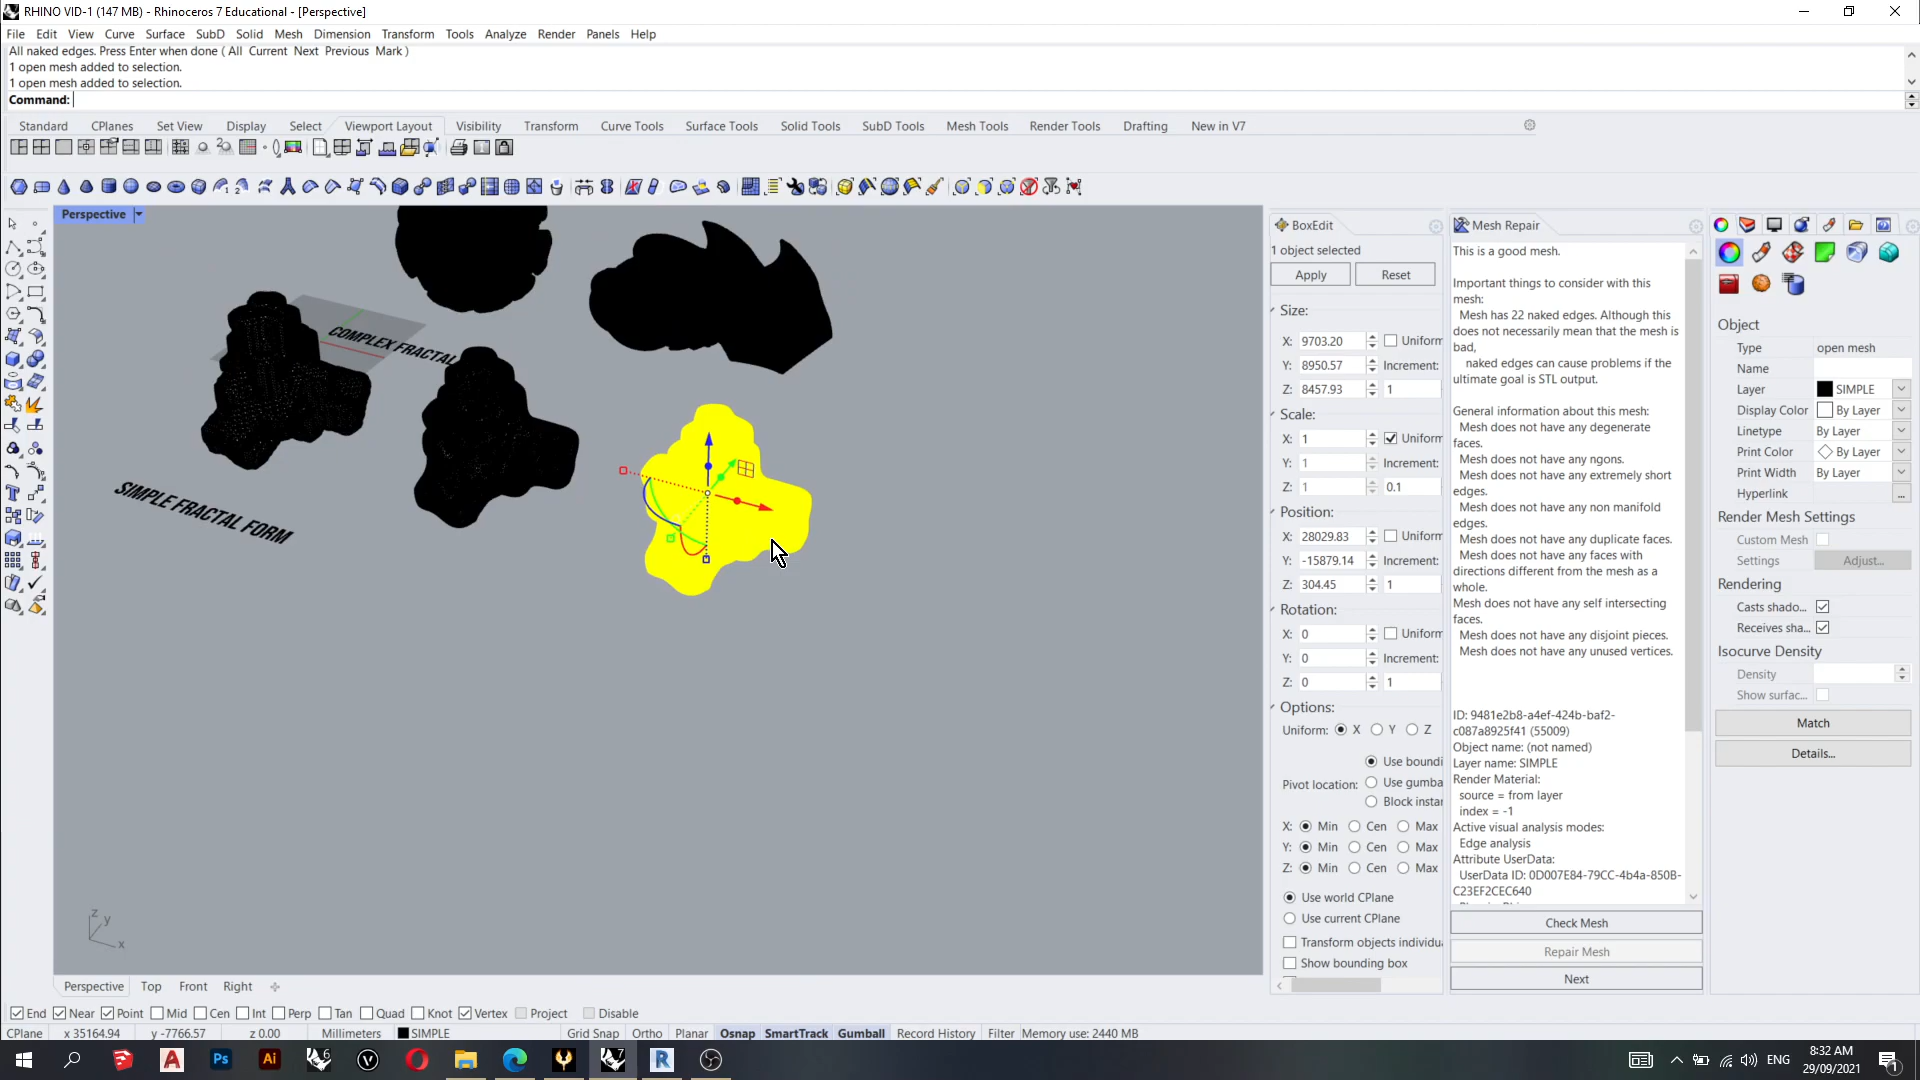 RHINO VID-1 (147 MB) - Rhinoceros 7 Educational - [Perspective]
File Edit View Curve Surface SubD Solid Mesh Dimension Transform Tools Analyze Render Panels Help
All naked edges. Press Enter when done ( All Current Next Previous Mark )
1 open mesh added to selection.
1 open mesh added to selection.
Command:
Standard CPlanes Set View Display Select Viewport Layout Visibility Transform Curve Tools Surface Tools Solid Tools SubD Tools Mesh Tools Render Tools Drafting New in V7
Perspective
COMPLEX FRACTAL
SIMPLE FRACTAL FORM
z
y
x
BoxEdit
1 object selected
Apply Reset
Size:
X: 9703.20 Uniform
Y: 8950.57 Increment:
Z: 8457.93 1
Scale:
X: 1 Uniform
Y: 1 Increment:
Z: 1 0.1
Position:
X: 28029.83 Uniform
Y: -15879.14 Increment:
Z: 304.45 1
Rotation:
X: 0 Uniform
Y: 0 Increment:
Z: 0 1
Options:
Uniform: X Y Z
Use boundi
Pivot location: Use gumba
Block instar
X: Min Cen Max
Y: Min Cen Max
Z: Min Cen Max
Use world CPlane
Use current CPlane
Transform objects individua
Show bounding box
Mesh Repair
This is a good mesh.
Important things to consider with this
mesh:
Mesh has 22 naked edges. Although this
does not necessarily mean that the mesh is
bad,
naked edges can cause problems if the
ultimate goal is STL output.
General information about this mesh:
Mesh does not have any degenerate
faces.
Mesh does not have any ngons.
Mesh does not have any extremely short
edges.
Mesh does not have any non manifold
edges.
Mesh does not have any duplicate faces.
Mesh does not have any faces with
directions different from the mesh as a
whole.
Mesh does not have any self intersecting
faces.
Mesh does not have any disjoint pieces.
Mesh does not have any unused vertices.
ID: 9481e2b8-a4ef-424b-baf2-
c087a8925f41 (55009)
Object name: (not named)
Layer name: SIMPLE
Render Material:
source = from layer
index = -1
Active visual analysis modes:
Edge analysis
Attribute UserData:
UserData ID: 0D007E84-79CC-4b4a-850B-
C23EF2CEC640
Check Mesh
Repair Mesh
Next
Object
Type open mesh
Name
Layer SIMPLE
Display Color By Layer
Linetype By Layer
Print Color By Layer
Print Width By Layer
Hyperlink ...
Render Mesh Settings
Custom Mesh
Settings Adjust...
Rendering
Casts shado...
Receives sha...
Isocurve Density
Density
Show surfac...
Match
Details...
Perspective Top Front Right
End Near Point Mid Cen Int Perp Tan Quad Knot Vertex Project Disable
CPlane x 35164.94 y -7766.57 z 0.00 Millimeters SIMPLE Grid Snap Ortho Planar Osnap SmartTrack Gumball Record History Filter Memory use: 2440 MB
ENG
8:32 AM
29/09/2021